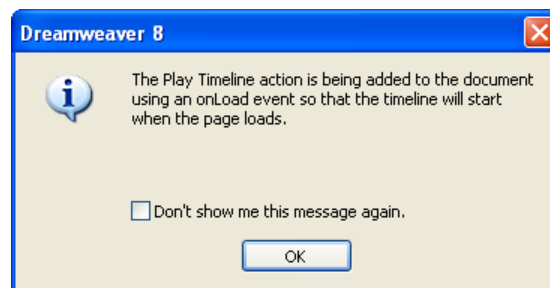 Dreamweaver 8
The Play Timeline action is being added to the document
using an onLoad event so that the timeline will start
when the page loads.
Don't show me this message again.
OK